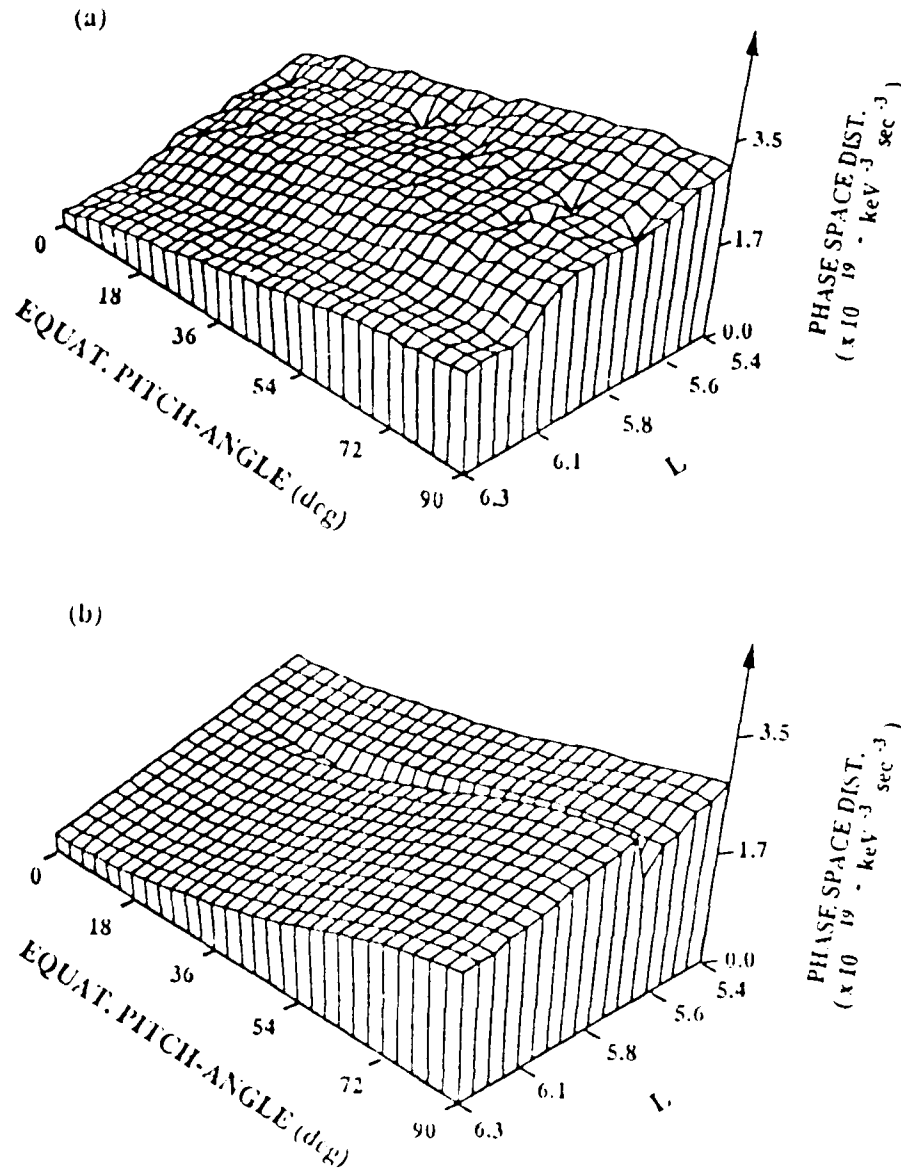 (a)
3.5
1.7
0.0
PHASE SPACE DIST.
( x 10 19 - keV -3 sec -3
0
18
36
54
72
90
EQUAT. PITCH-ANGLE (deg)
5.4
5.6
5.8
6.1
6.3
L
(b)
3.5
1.7
0.0
PHASE SPACE DIST.
( x 10 19 - keV -3 sec -3
0
18
36
54
72
90
EQUAT. PITCH-ANGLE (deg)
5.4
5.6
5.8
6.1
6.3
L